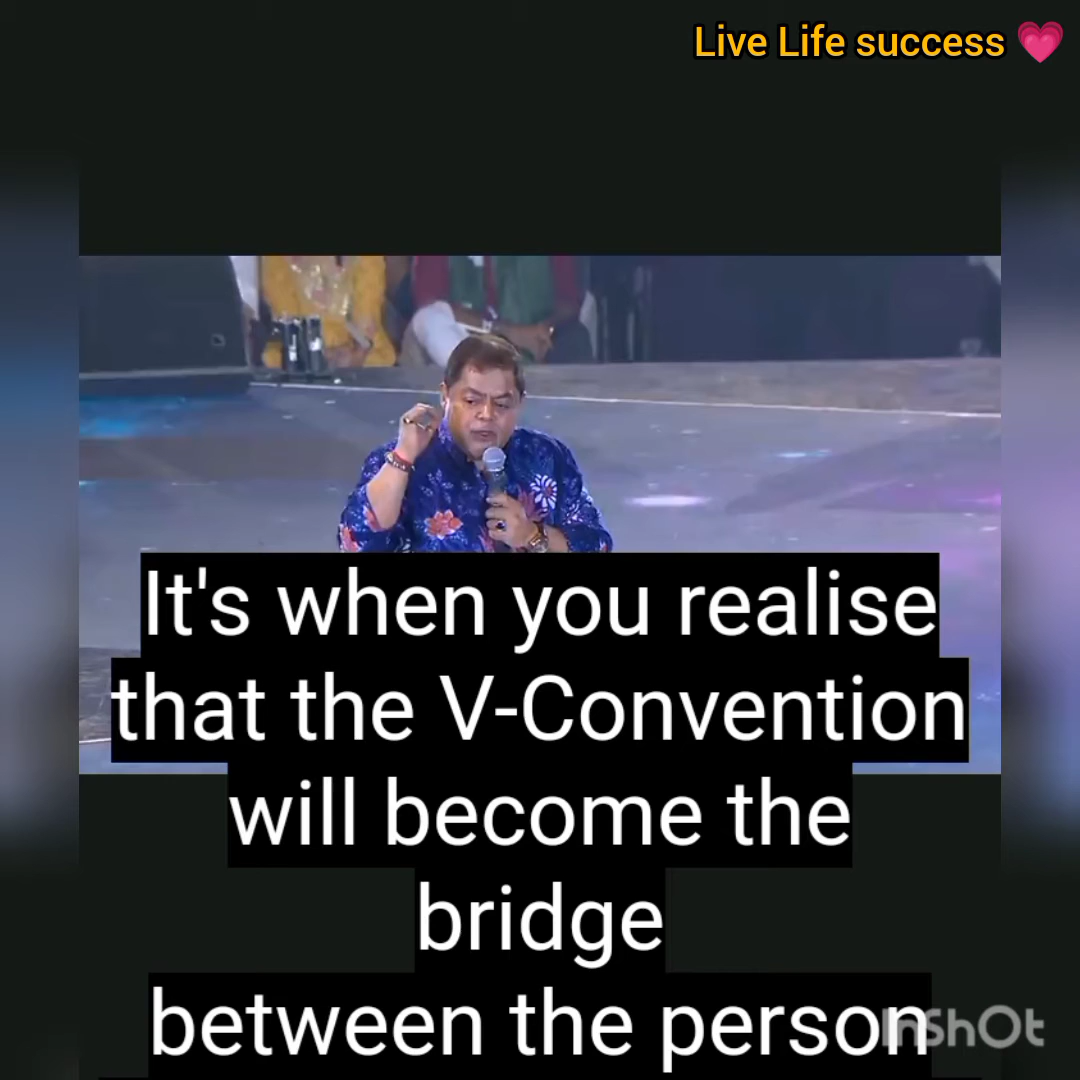 Live Life success 💗
It's when you realise
that the V-Convention
will become the
bridge
between the person
InShOt